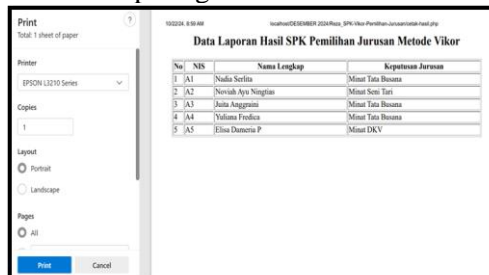 Print
?
Total: 1 sheet of paper
Printer
EPSON L3210 Series
Copies
1
Layout
Portrait
Landscape
Pages
All
Print Cancel
10/22/24, 8:59 AM
Data Laporan Hasil SPK Pemilihan Jurusan Metode Vikor
No NIS Nama Lengkap Keputusan Jurusan
1 A1 Nadia Serlita Minat Tata Busana
2 A2 Noviah Ayu Ningtias Minat Seni Tari
3 A3 Juita Anggraini Minat Tata Busana
4 A4 Yuliana Fredica Minat Tata Busana
5 A5 Elisa Dameria P Minat DKV